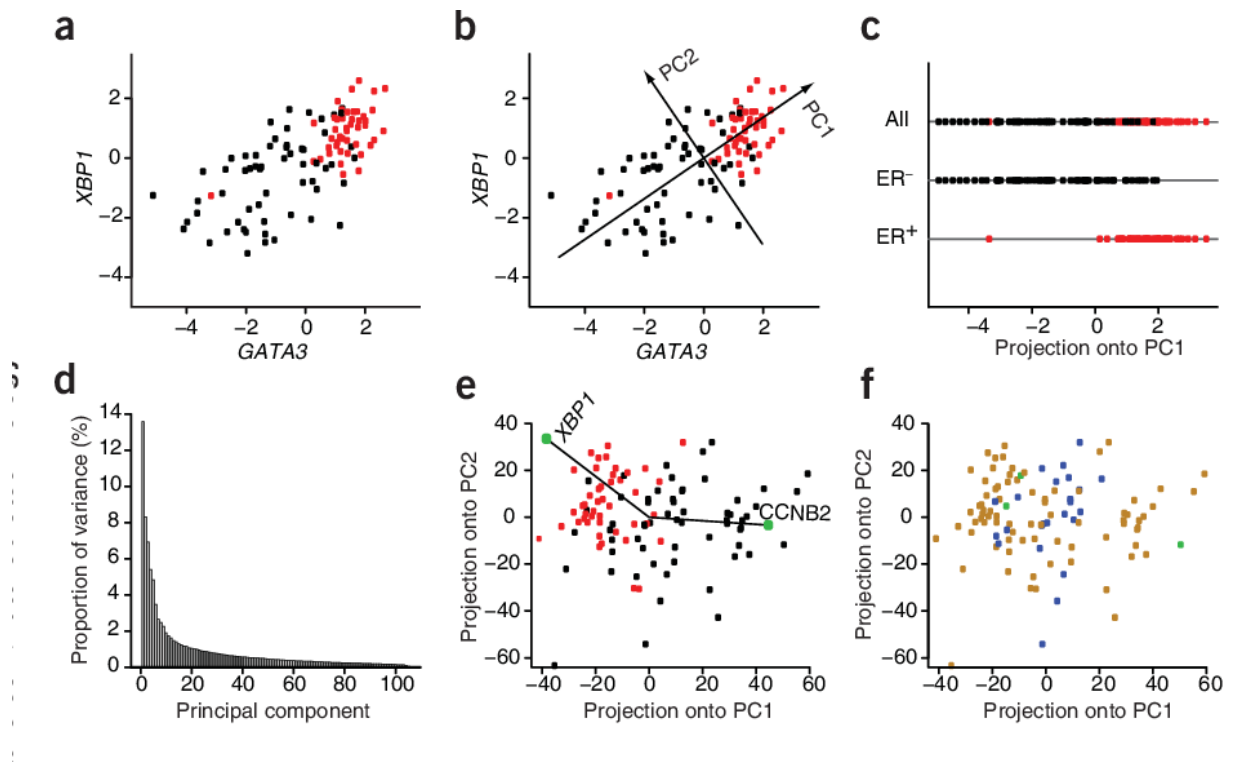 a
XBP1
2
0
−2
−4
−4
−2
0
2
GATA3
b
XBP1
2
0
−2
−4
PC2
PC1
−4
−2
0
2
GATA3
c
All
ER−
ER+
−4
−2
0
2
Projection onto PC1
d
Proportion of variance (%)
14
12
10
8
6
4
2
0
0
20
40
60
80
100
Principal component
e
Projection onto PC2
40
20
0
−20
−40
−60
XBP1
CCNB2
−40
−20
0
20
40
60
Projection onto PC1
f
Projection onto PC2
40
20
0
−20
−40
−60
−40
−20
0
20
40
60
Projection onto PC1